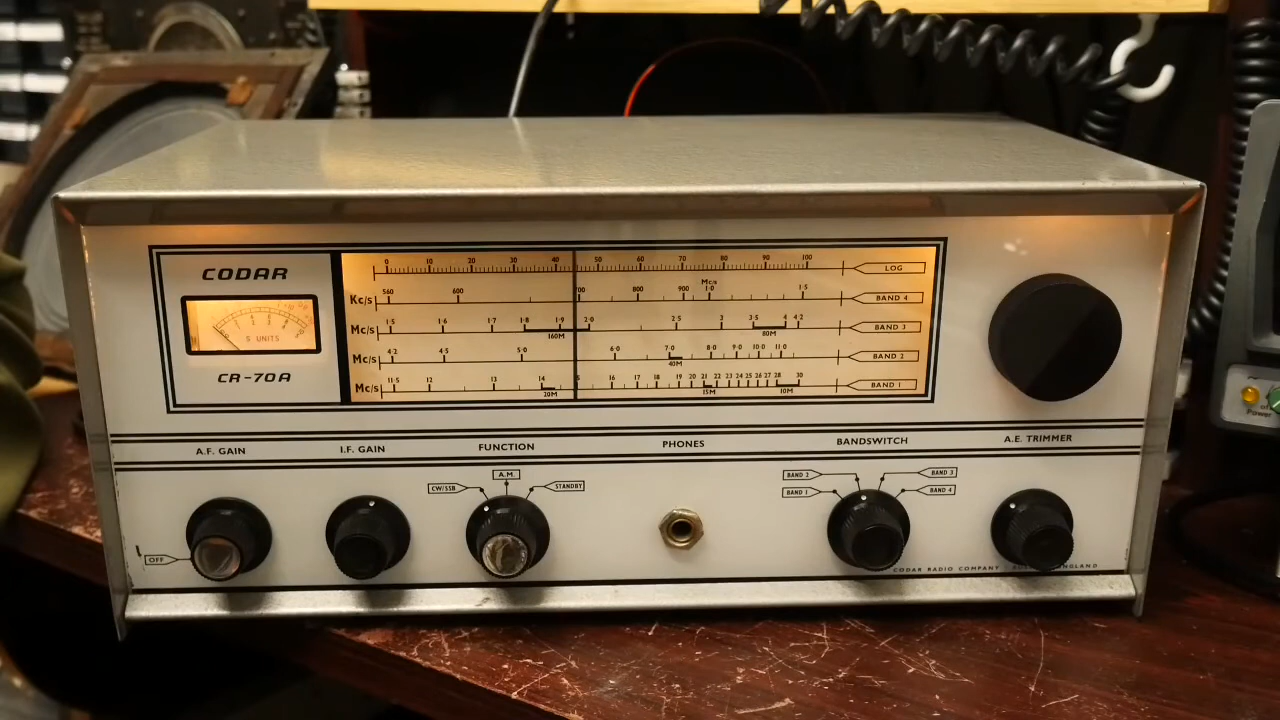 CODAR
S UNITS
CR-70A
0 10 20 30 40 50 60 70 80 90 100 LOG
Mc/s
Kc/s 560 600 700 800 900 1·0 1·5 BAND 4
Mc/s 1·5 1·6 1·7 1·8 1·9 2·0 2·5 3 3·5 4 4·2 BAND 3
160M 80M
Mc/s 4·2 4·5 5·0 6·0 7·0 8·0 9·0 10·0 11·0 BAND 2
40M
Mc/s 11·5 12 13 14 16 17 18 19 20 21 22 23 24 25 26 27 28 30 BAND 1
20M 15M 10M
A.F. GAIN I.F. GAIN FUNCTION PHONES BANDSWITCH A.E. TRIMMER
CW/SSB A.M. STANDBY
BAND 2 BAND 3
BAND 1 BAND 4
OFF
CODAR RADIO COMPANY ENGLAND
Power